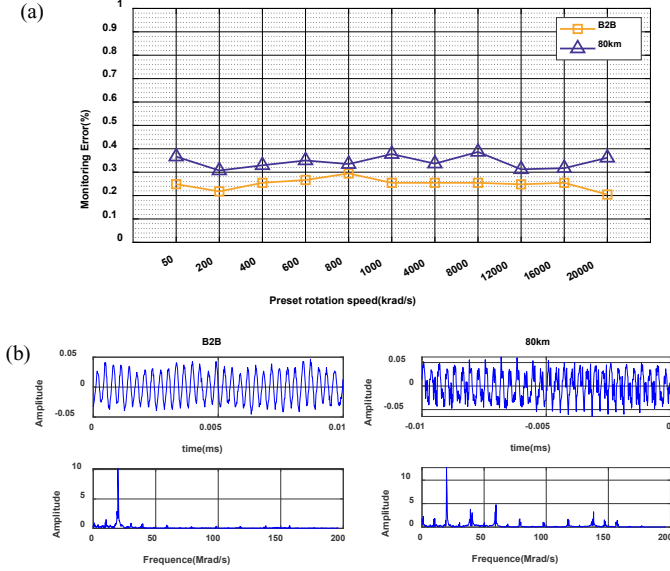 (a)
1
0.9
0.8
0.7
0.6
0.5
0.4
0.3
0.2
0.1
0
Monitoring Error(%)
B2B
80km
50 200 400 600 800 1000 4000 8000 12000 16000 20000
Preset rotation speed(krad/s)
(b)
B2B
0.05
0
-0.05
Amplitude
0 0.005 0.01
time(ms)
80km
0.05
0
-0.05
Amplitude
-0.01 -0.005 0
time(ms)
10
5
0
Amplitude
0 50 100 150 200
Frequence(Mrad/s)
10
5
0
Amplitude
0 50 100 150 200
Frequence(Mrad/s)